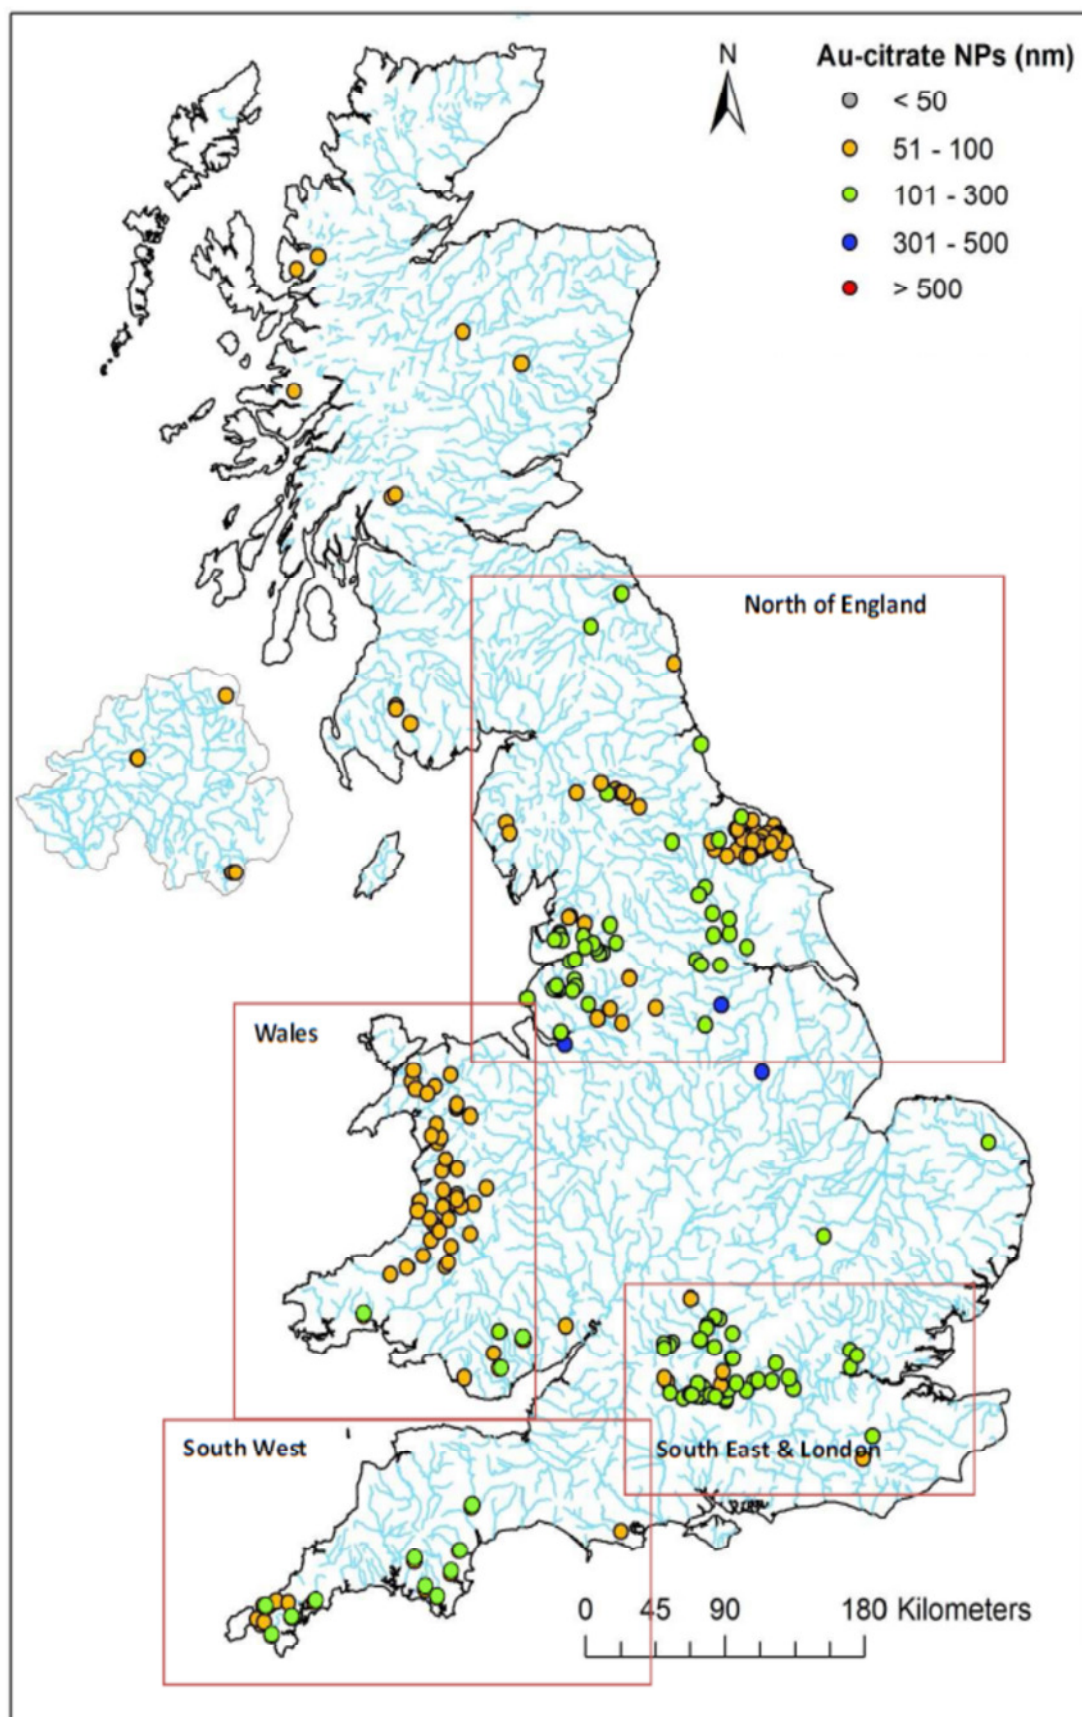 N
Au-citrate NPs (nm)
< 50
51 - 100
101 - 300
301 - 500
> 500
North of England
Wales
South West
South East & London
0 45 90 180 Kilometers